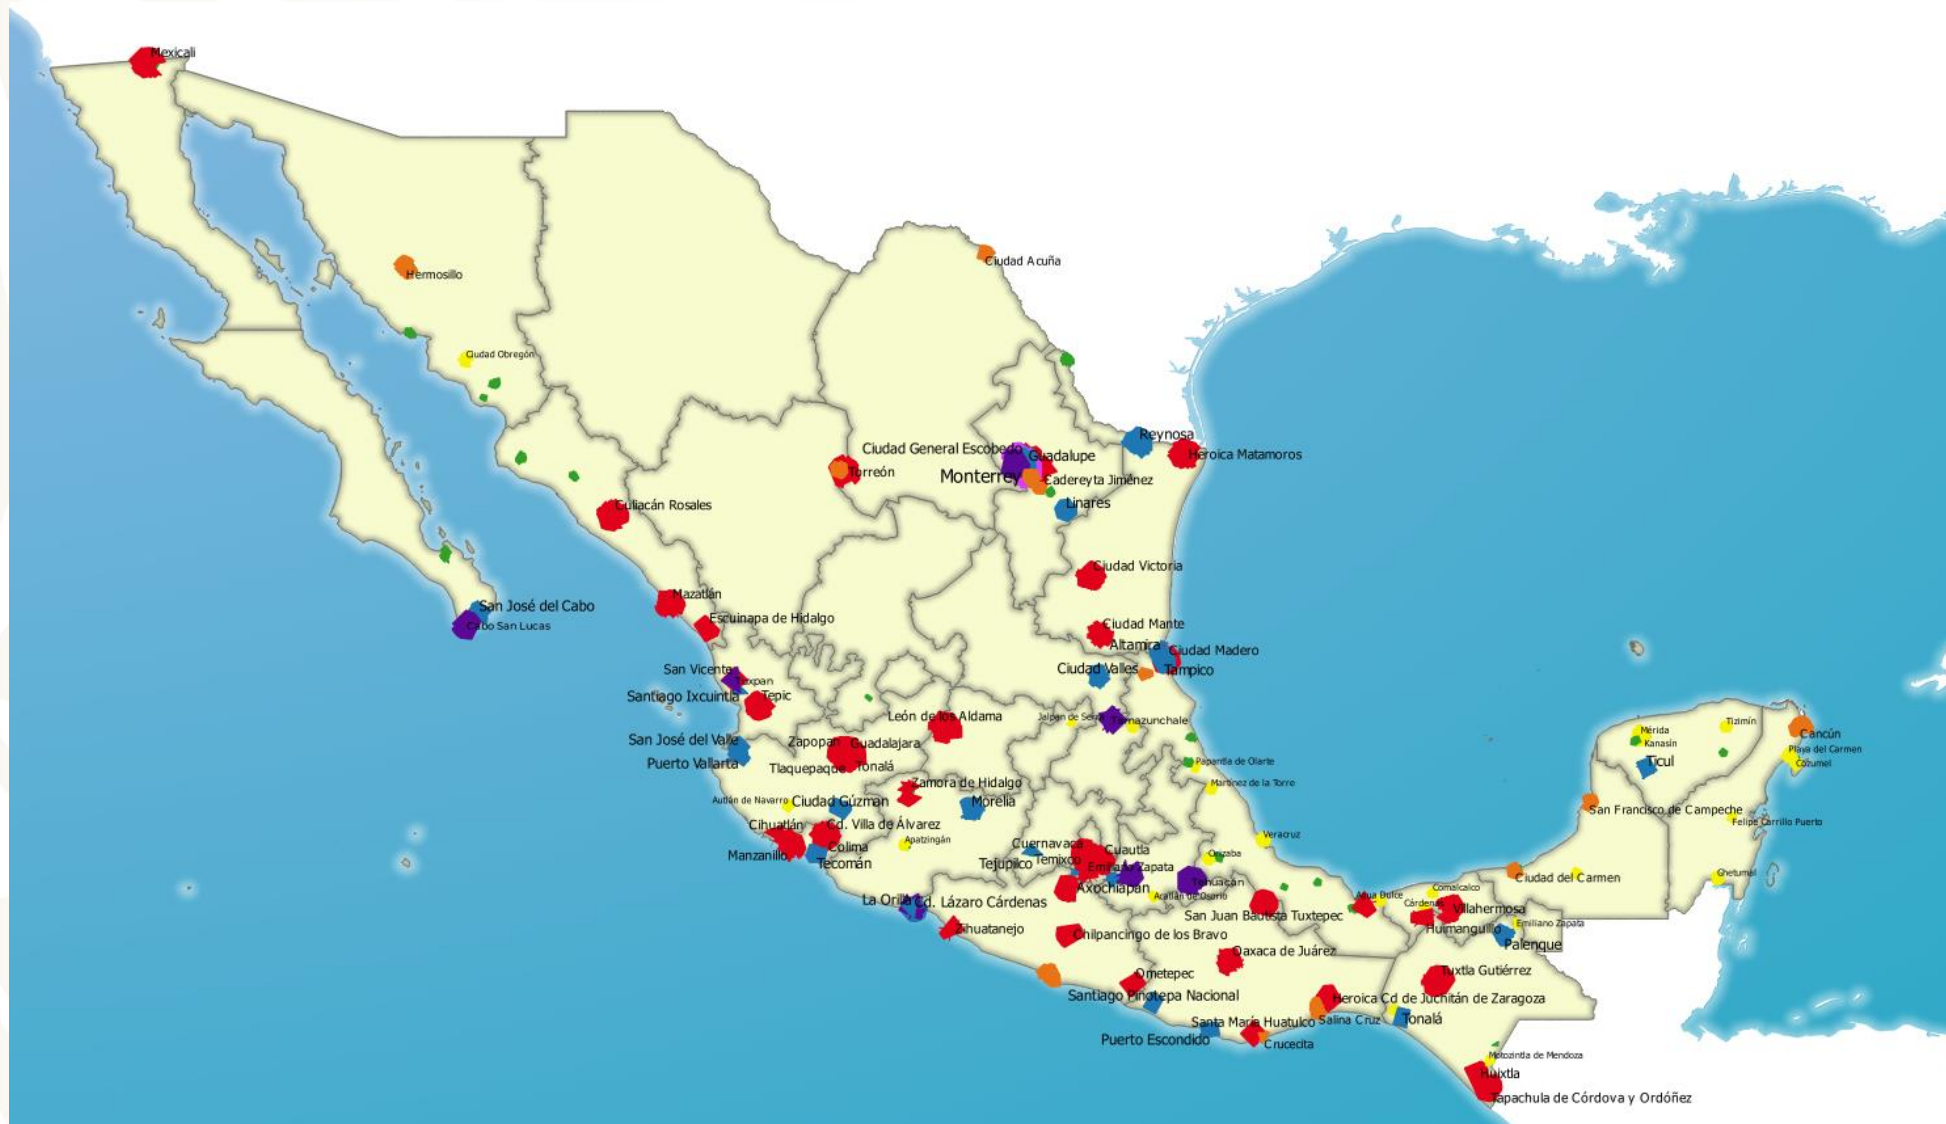 Mexicali
Ciudad Acuña
Hermosillo
Ciudad Obregón
Reynosa
Ciudad General Escobedo
Guadalupe
Heroica Matamoros
Torreón
Monterrey
Cadereyta Jiménez
Linares
Culiacán Rosales
Ciudad Victoria
Mazatlán
San José del Cabo
Escuinapa de Hidalgo
Ciudad Mante
Cabo San Lucas
Altamira
Ciudad Madero
San Vicente
Ciudad Valles
Tampico
Tuxpan
Santiago Ixcuintla
Tepic
León de los Aldama
Jalpan de Serra
Tamazunchale
Tizimín
Mérida
Cancún
San José del Valle
Zapopan
Guadalajara
Kanasín
Playa del Carmen
Puerto Vallarta
Tlaquepaque
Tonalá
Papantla de Olarte
Ticul
Cozumel
Zamora de Hidalgo
Martínez de la Torre
Autlán de Navarro
Ciudad Gúzman
Morelia
San Francisco de Campeche
Cihuatlán
Cd. Villa de Álvarez
Felipe Carrillo Puerto
Apatzingán
Veracruz
Manzanillo
Colima
Cuernavaca
Cuautla
Orizaba
Tecomán
Tejupilco
Temixco
Emiliano Zapata
Ciudad del Carmen
Chetumal
Axochiapan
Tehuacán
Acatlán de Osorio
Agua Dulce
Comalcalco
La Orilla
Cd. Lázaro Cárdenas
San Juan Bautista Tuxtepec
Cárdenas
Villahermosa
Zihuatanejo
Chilpancingo de los Bravo
Huimanguillo
Emiliano Zapata
Palenque
Oaxaca de Juárez
Ometepec
Tuxtla Gutiérrez
Santiago Pinotepa Nacional
Heroica Cd de Juchitán de Zaragoza
Santa María Huatulco
Salina Cruz
Tonalá
Puerto Escondido
Crucecita
Motozintla de Mendoza
Huixtla
Tapachula de Córdova y Ordóñez